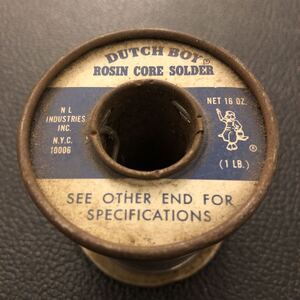 DUTCH BOY®
ROSIN CORE SOLDER
N L
INDUSTRIES
INC.
N.Y.C.
10006
NET 16 OZ.
®
(1 LB.)
SEE OTHER END FOR
SPECIFICATIONS